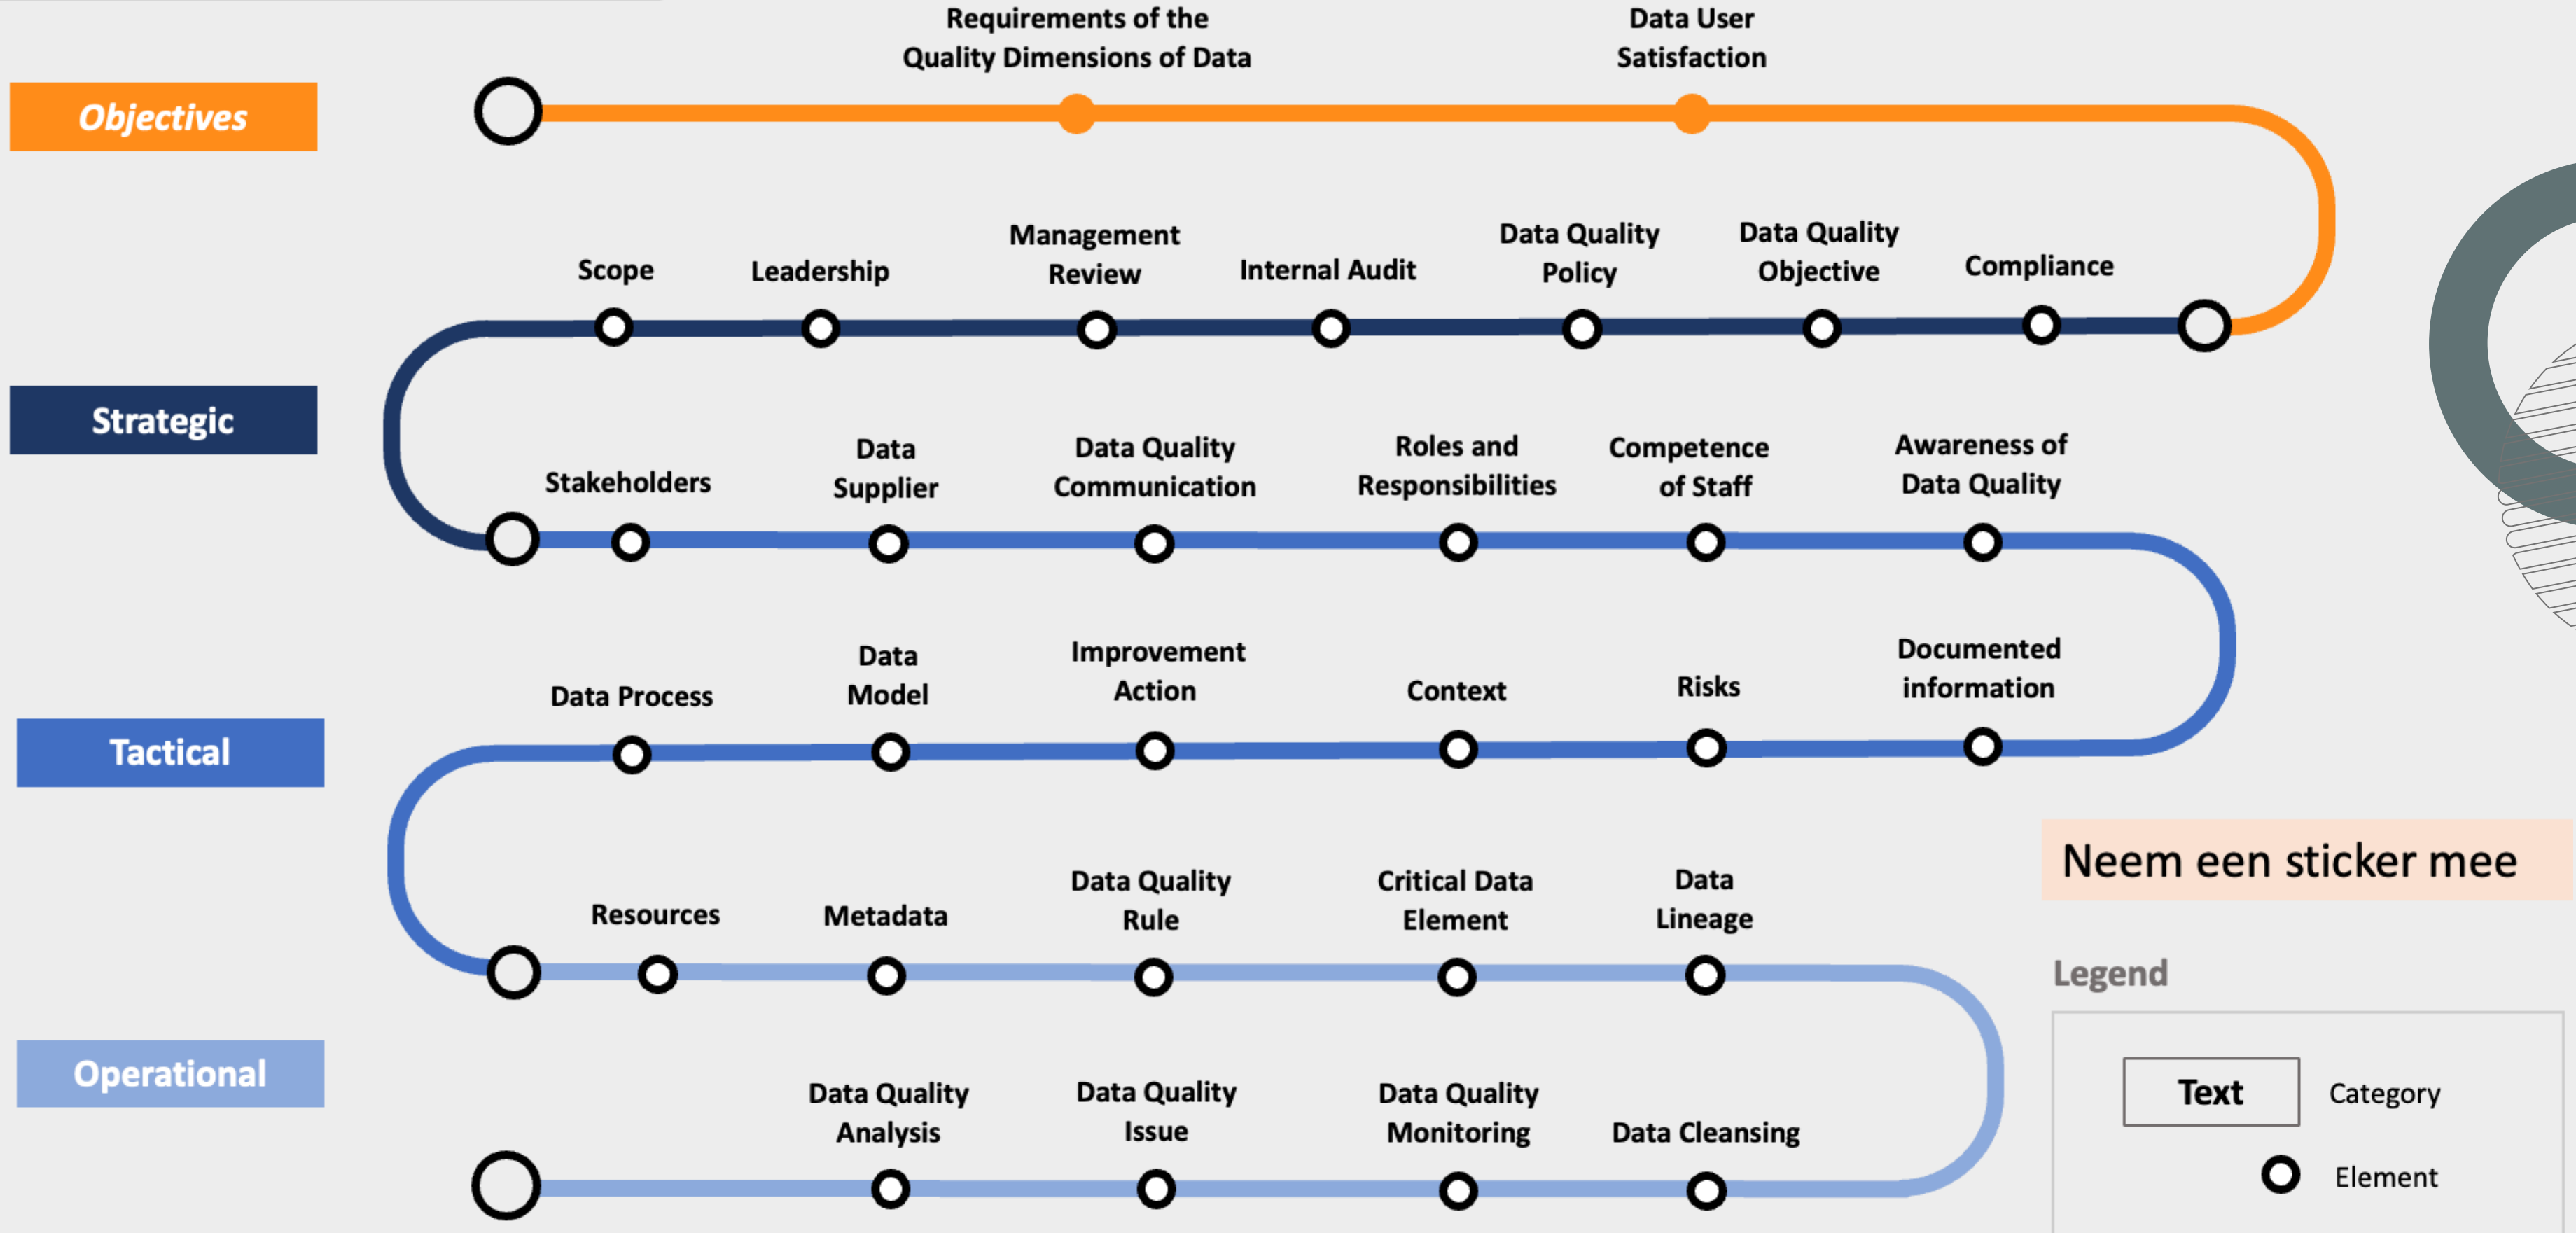 Requirements of the
Quality Dimensions of Data
Data User
Satisfaction
Objectives
Scope
Leadership
Management
Review
Internal Audit
Data Quality
Policy
Data Quality
Objective
Compliance
Strategic
Stakeholders
Data
Supplier
Data Quality
Communication
Roles and
Responsibilities
Competence
of Staff
Awareness of
Data Quality
Tactical
Data Process
Data
Model
Improvement
Action
Context
Risks
Documented
information
Resources
Metadata
Data Quality
Rule
Critical Data
Element
Data
Lineage
Operational
Data Quality
Analysis
Data Quality
Issue
Data Quality
Monitoring
Data Cleansing
Neem een sticker mee
Legend
Text
Category
Element